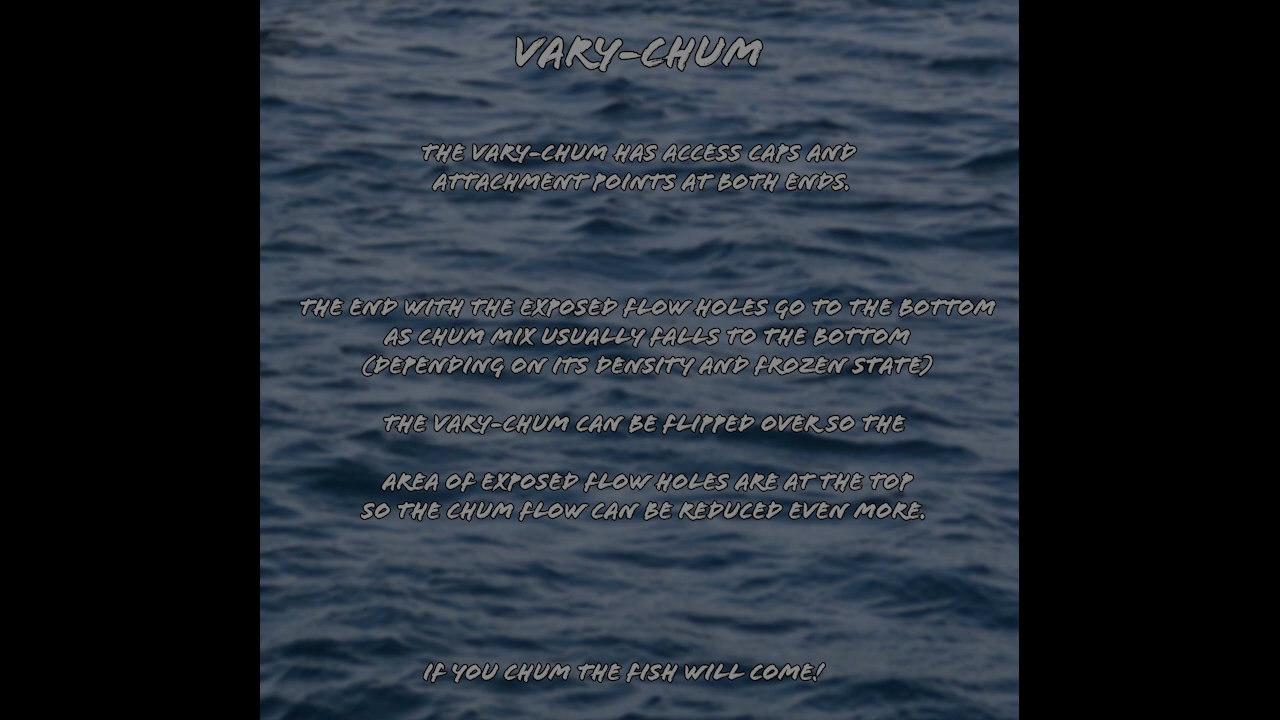 VARY-CHUM
THE VARY-CHUM HAS ACCESS CAPS AND
ATTACHMENT POINTS AT BOTH ENDS.
THE END WITH THE EXPOSED FLOW HOLES GO TO THE BOTTOM
AS CHUM MIX USUALLY FALLS TO THE BOTTOM
(DEPENDING ON ITS DENSITY AND FROZEN STATE)
THE VARY-CHUM CAN BE FLIPPED OVER SO THE
AREA OF EXPOSED FLOW HOLES ARE AT THE TOP
SO THE CHUM FLOW CAN BE REDUCED EVEN MORE.
IF YOU CHUM THE FISH WILL COME!